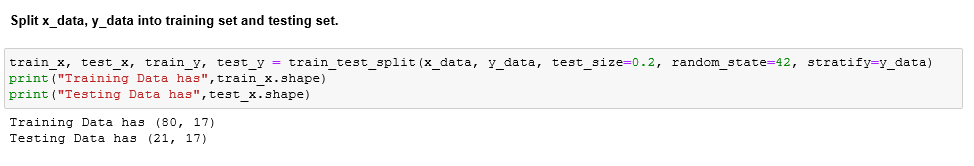 Split x_data, y_data into training set and testing set.
train_x, test_x, train_y, test_y = train_test_split(x_data, y_data, test_size=0.2, random_state=42, stratify=y_data)
print("Training Data has",train_x.shape)
print("Testing Data has",test_x.shape)
Training Data has (80, 17)
Testing Data has (21, 17)